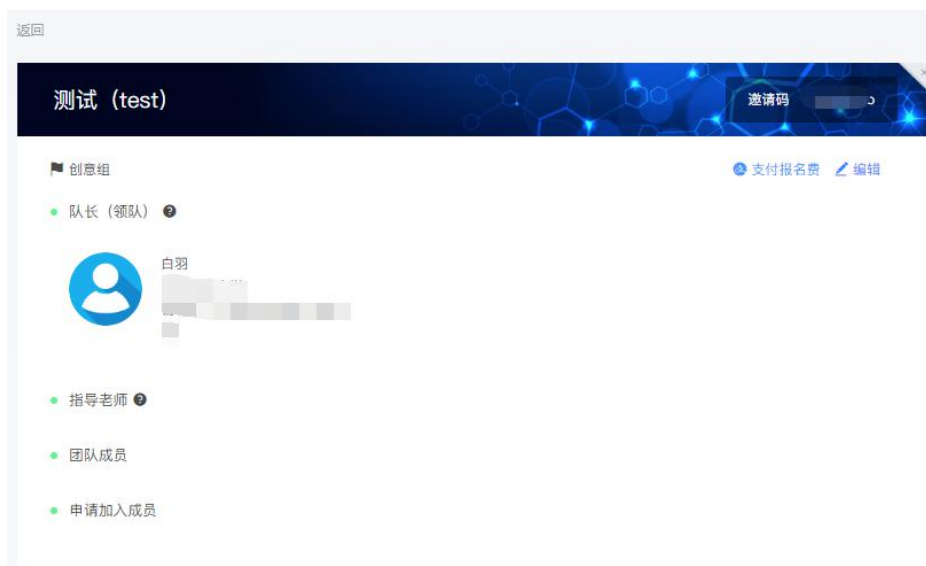 返回
测试（test）
邀请码
创意组
支付报名费 编辑
队长（领队）
白羽
指导老师
团队成员
申请加入成员